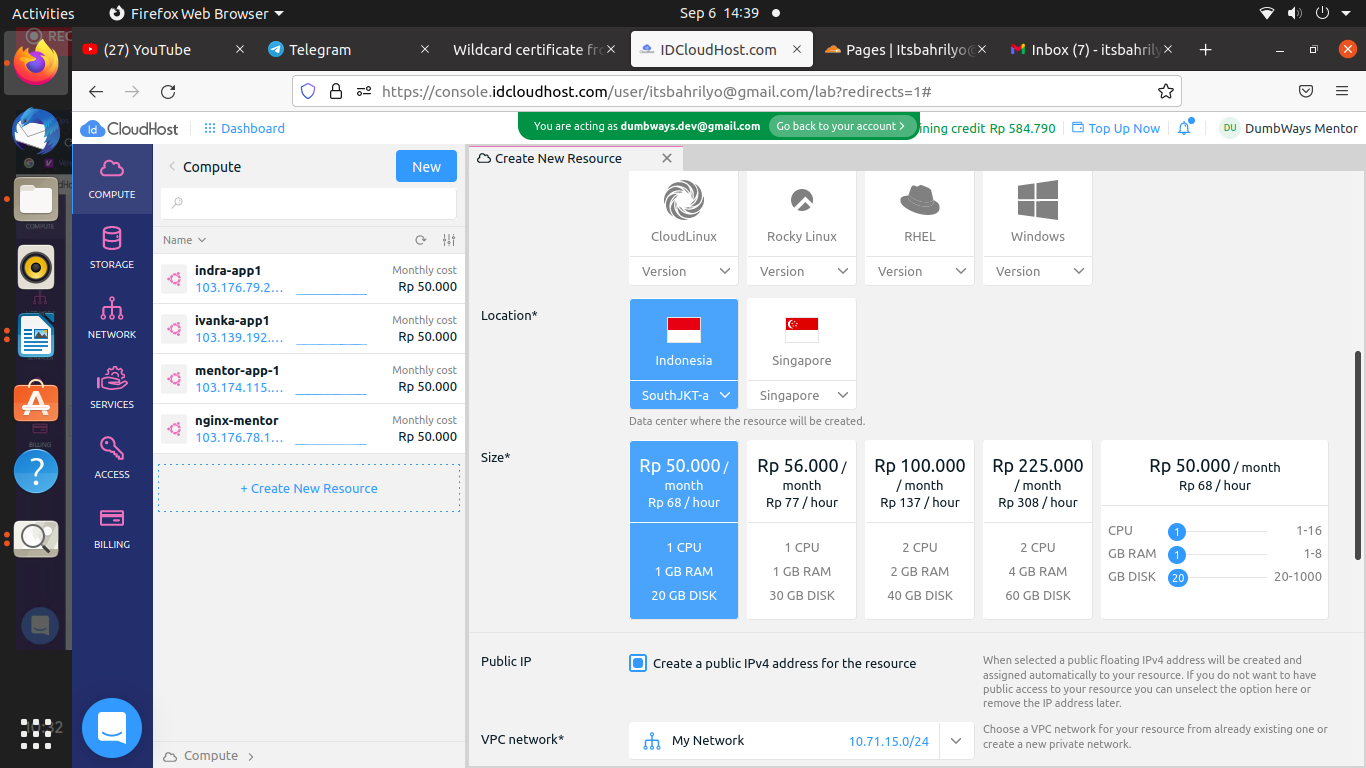 Activities
Firefox Web Browser
Sep 6 14:39
REC
(27) YouTube
Telegram
Wildcard certificate fro
IDCloudHost.com
Pages | Itsbahrilyo@
Inbox (7) - itsbahrilyo
https://console.idcloudhost.com/user/itsbahrilyo@gmail.com/lab?redirects=1#
Id CloudHost
Dashboard
You are acting as dumbways.dev@gmail.com
Go back to your account >
ining credit Rp 584.790
Top Up Now
DU
DumbWays Mentor
COMPUTE
STORAGE
NETWORK
SERVICES
ACCESS
BILLING
Compute
New
Name
indra-app1
Monthly cost
103.176.79.2...
Rp 50.000
ivanka-app1
Monthly cost
103.139.192....
Rp 50.000
mentor-app-1
Monthly cost
103.174.115....
Rp 50.000
nginx-mentor
Monthly cost
103.176.78.1...
Rp 50.000
+ Create New Resource
Compute
Create New Resource
CloudLinux
Rocky Linux
RHEL
Windows
Version
Version
Version
Version
Location*
Indonesia
Singapore
SouthJKT-a
Singapore
Data center where the resource will be created.
Size*
Rp 50.000 / month
Rp 68 / hour
1 CPU
1 GB RAM
20 GB DISK
Rp 56.000 / month
Rp 77 / hour
1 CPU
1 GB RAM
30 GB DISK
Rp 100.000 / month
Rp 137 / hour
2 CPU
2 GB RAM
40 GB DISK
Rp 225.000 / month
Rp 308 / hour
2 CPU
4 GB RAM
60 GB DISK
Rp 50.000 / month
Rp 68 / hour
CPU 1 1-16
GB RAM 1 1-8
GB DISK 20 20-1000
Public IP
Create a public IPv4 address for the resource
When selected a public floating IPv4 address will be created and
assigned automatically to your resource. If you do not want to have
public access to your resource you can unselect the option here or
remove the IP address later.
VPC network*
My Network
10.71.15.0/24
Choose a VPC network for your resource from already existing one or
create a new private network.